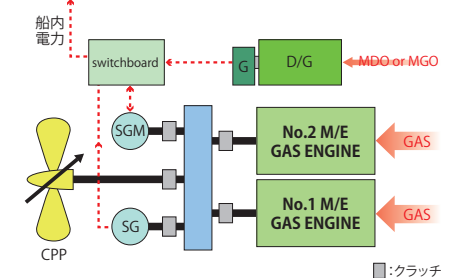 船内
電力
switchboard
G
D/G
MDO or MGO
SGM
No.2 M/E
GAS ENGINE
GAS
No.1 M/E
GAS ENGINE
GAS
SG
CPP
:クラッチ